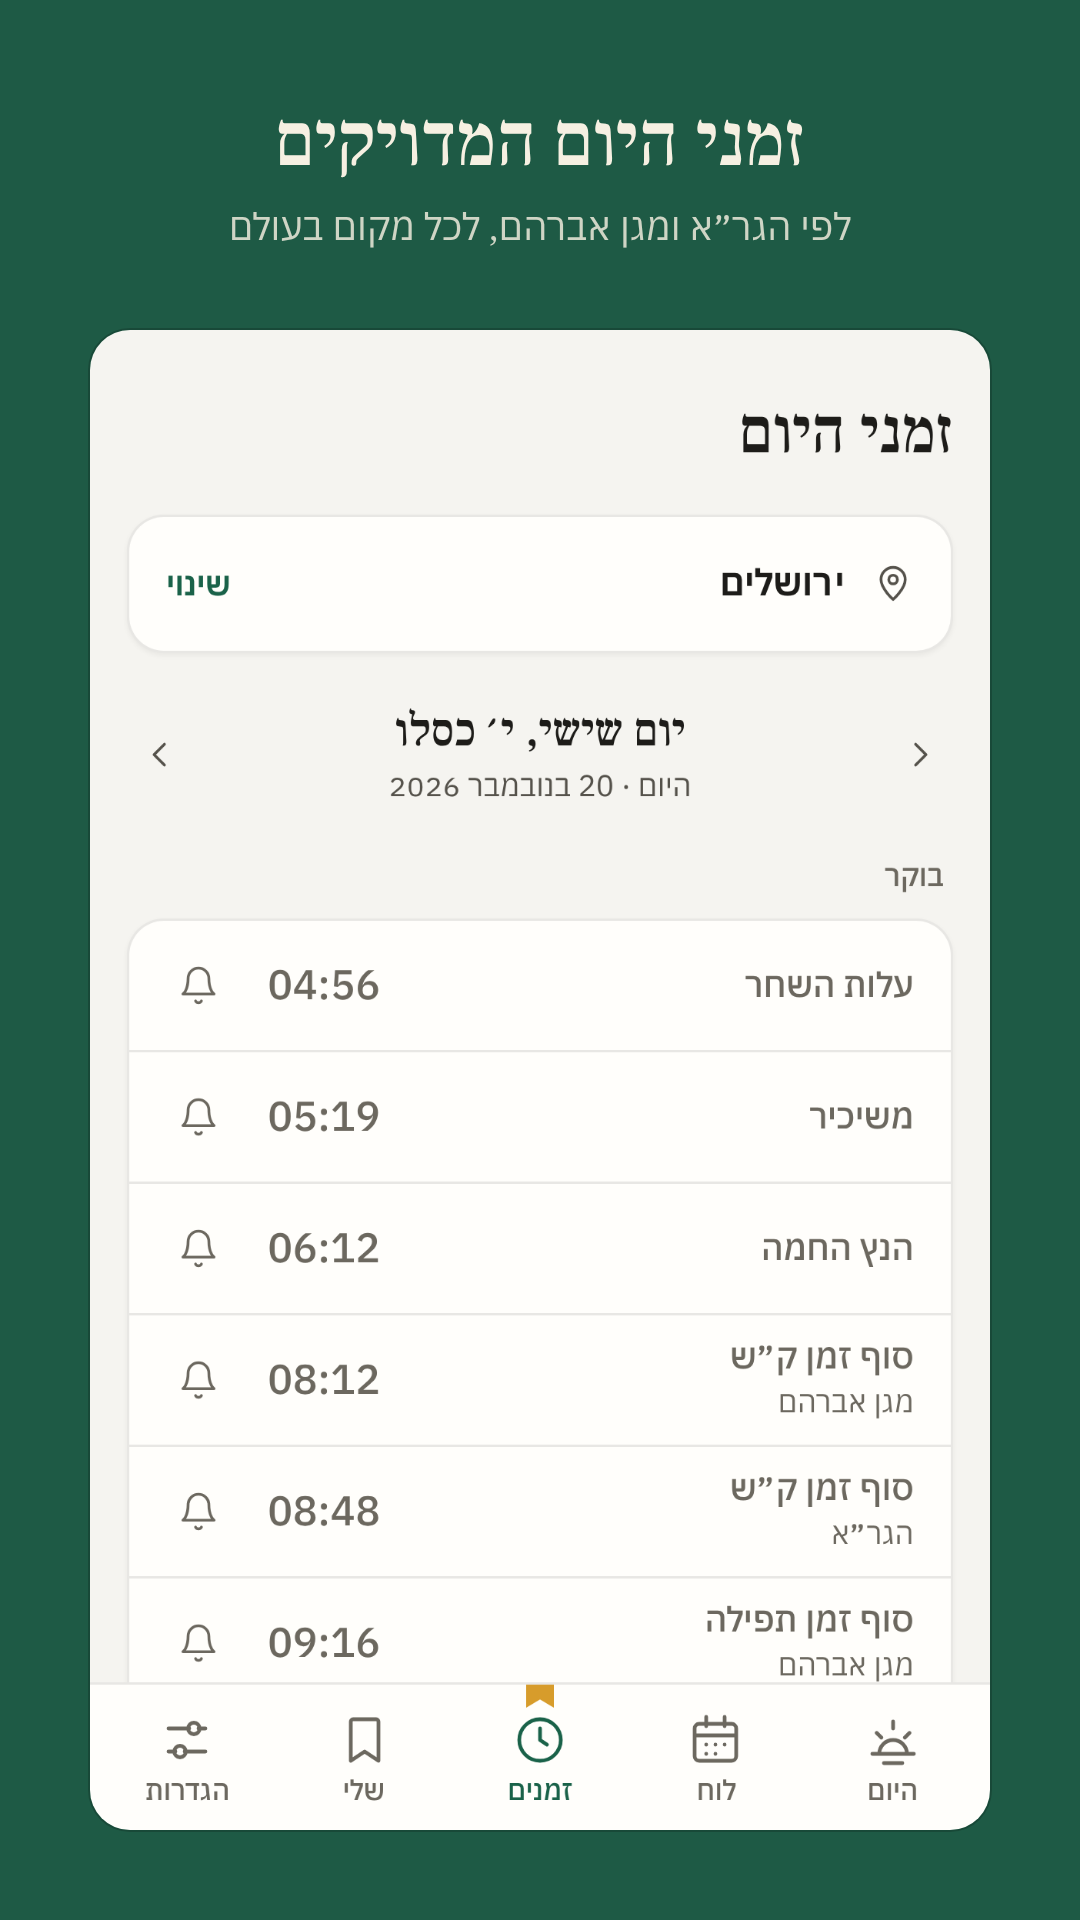 זמני היום המדויקים
לפי הגר״א ומגן אברהם, לכל מקום בעולם
זמני היום
ירושלים
שינוי
יום שישי, י׳ כסלו
היום · 20 בנובמבר 2026
בוקר
עלות השחר 04:56
משיכיר 05:19
הנץ החמה 06:12
סוף זמן ק״ש 08:12
מגן אברהם
סוף זמן ק״ש 08:48
הגר״א
סוף זמן תפילה 09:16
מגן אברהם
היום
לוח
זמנים
שלי
הגדרות